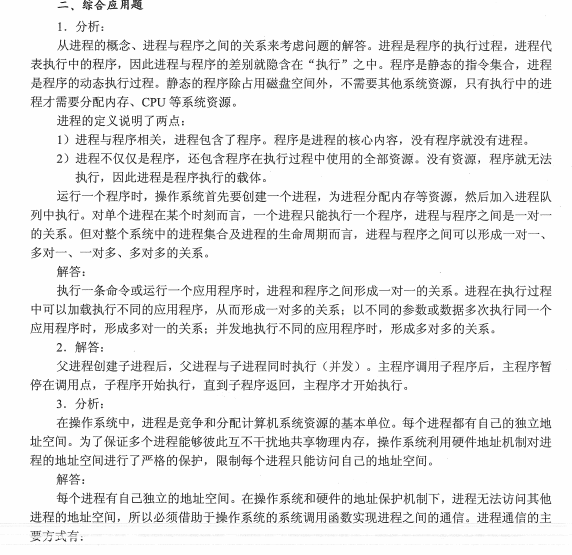 二、综合应用题
1．分析：
从进程的概念、进程与程序之间的关系来考虑问题的解答。进程是程序的执行过程，进程代
表执行中的程序，因此进程与程序的差别就隐含在“执行”之中。程序是静态的指令集合，进程
是程序的动态执行过程。静态的程序除占用磁盘空间外，不需要其他系统资源，只有执行中的进
程才需要分配内存、CPU 等系统资源。
进程的定义说明了两点：
1）进程与程序相关，进程包含了程序。程序是进程的核心内容，没有程序就没有进程。
2）进程不仅仅是程序，还包含程序在执行过程中使用的全部资源。没有资源，程序就无法
执行，因此进程是程序执行的载体。
运行一个程序时，操作系统首先要创建一个进程，为进程分配内存等资源，然后加入进程队
列中执行。对单个进程在某个时刻而言，一个进程只能执行一个程序，进程与程序之间是一对一
的关系。但对整个系统中的进程集合及进程的生命周期而言，进程与程序之间可以形成一对一、
多对一、一对多、多对多的关系。
解答：
执行一条命令或运行一个应用程序时，进程和程序之间形成一对一的关系。进程在执行过程
中可以加载执行不同的应用程序，从而形成一对多的关系；以不同的参数或数据多次执行同一个
应用程序时，形成多对一的关系；并发地执行不同的应用程序时，形成多对多的关系。
2．解答：
父进程创建子进程后，父进程与子进程同时执行（并发）。主程序调用子程序后，主程序暂
停在调用点，子程序开始执行，直到子程序返回，主程序才开始执行。
3．分析：
在操作系统中，进程是竞争和分配计算机系统资源的基本单位。每个进程都有自己的独立地
址空间。为了保证多个进程能够彼此互不干扰地共享物理内存，操作系统利用硬件地址机制对进
程的地址空间进行了严格的保护，限制每个进程只能访问自己的地址空间。
解答：
每个进程有自己独立的地址空间。在操作系统和硬件的地址保护机制下，进程无法访问其他
进程的地址空间，所以必须借助于操作系统的系统调用函数实现进程之间的通信。进程通信的主
要方式有：